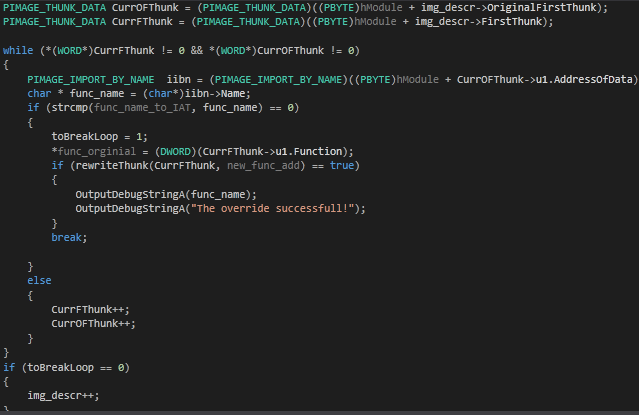 PIMAGE_THUNK_DATA CurrOFThunk = (PIMAGE_THUNK_DATA)((PBYTE)hModule + img_descr->OriginalFirstThunk);
PIMAGE_THUNK_DATA CurrFThunk = (PIMAGE_THUNK_DATA)((PBYTE)hModule + img_descr->FirstThunk);
while (*(WORD*)CurrFThunk != 0 && *(WORD*)CurrOFThunk != 0)
{
PIMAGE_IMPORT_BY_NAME  iibn = (PIMAGE_IMPORT_BY_NAME)((PBYTE)hModule + CurrOFThunk->u1.AddressOfData)
char * func_name = (char*)iibn->Name;
if (strcmp(func_name_to_IAT, func_name) == 0)
{
toBreakLoop = 1;
*func_orginial = (DWORD)(CurrFThunk->u1.Function);
if (rewriteThunk(CurrFThunk, new_func_add) == true)
{
OutputDebugStringA(func_name);
OutputDebugStringA("The override successfull!");
}
break;
}
else
{
CurrFThunk++;
CurrOFThunk++;
}
}
if (toBreakLoop == 0)
{
img_descr++;
}